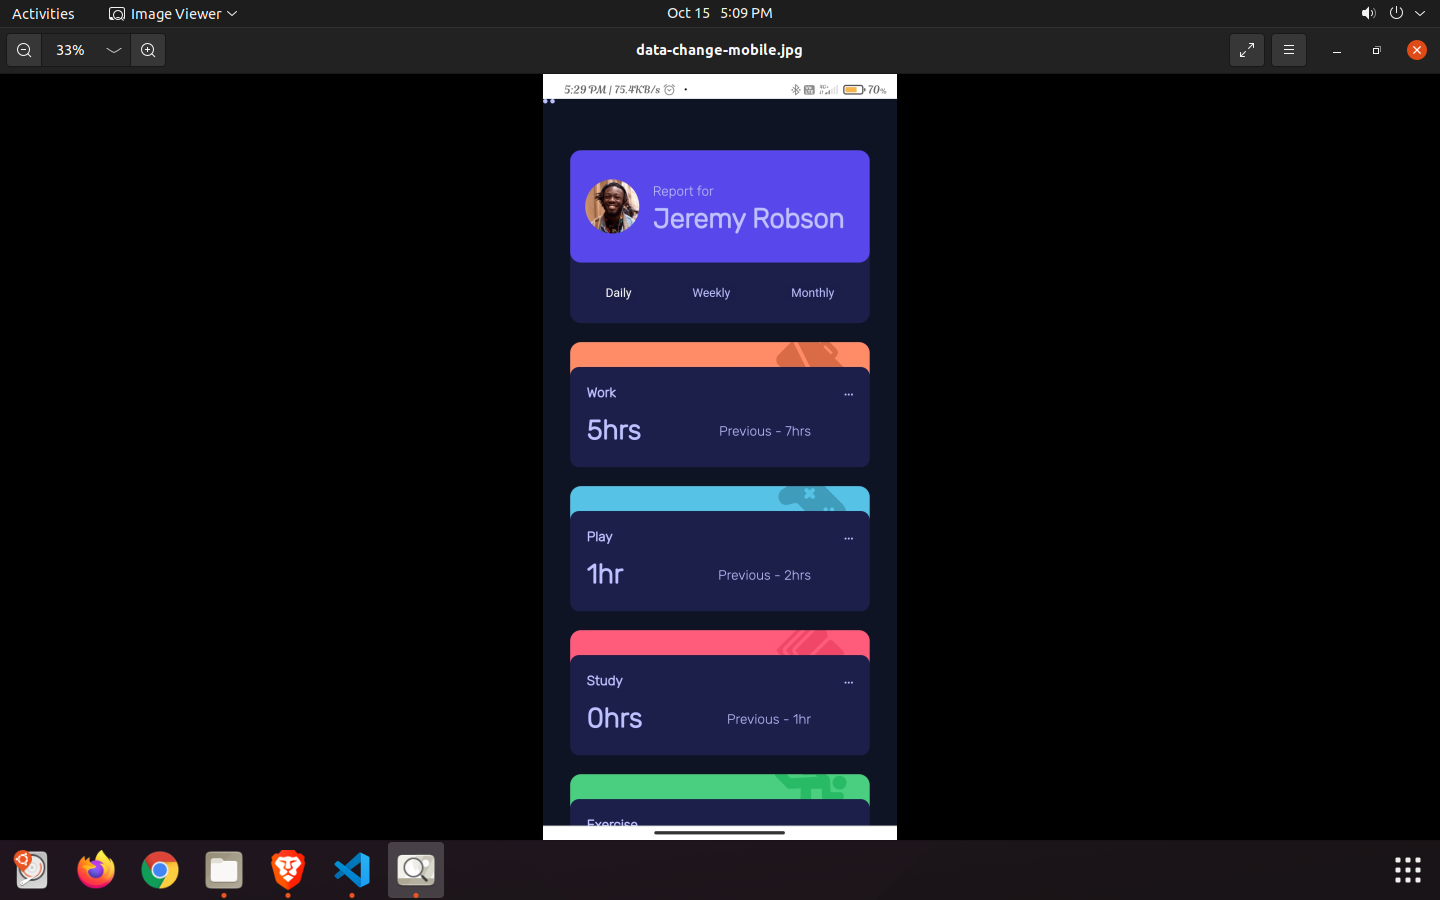 Activities Image Viewer Oct 15 5:09 PM
33% data-change-mobile.jpg
5:29 PM | 75.4KB/s 70%
Report for
Jeremy Robson
Daily Weekly Monthly
Work ...
5hrs Previous - 7hrs
Play ...
1hr Previous - 2hrs
Study ...
0hrs Previous - 1hr
Exercise